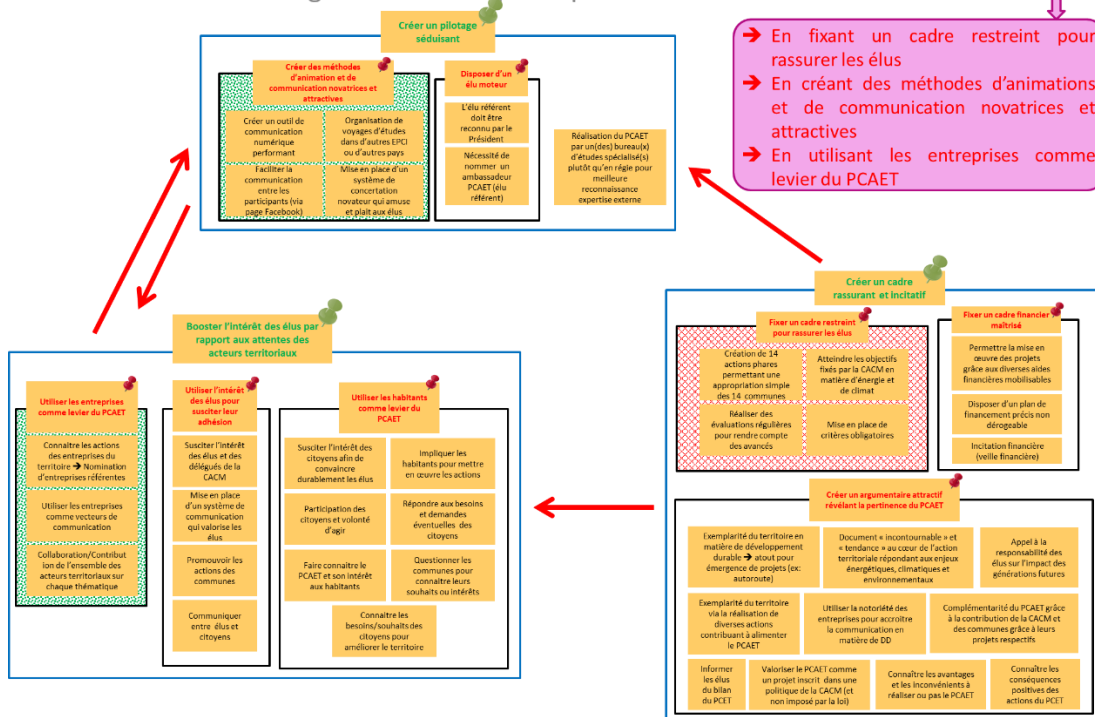 Créer un pilotage
séduisant
Créer des méthodes
d'animation et de
communication novatrices et
attractives
Créer un outil de
communication
numérique
performant
Organisation de
voyages d'études
dans d'autres EPCI
ou d'autres pays
Faciliter la
communication
entre les
participants (via
page Facebook)
Mise en place d'un
système de
concertation
novateur qui amuse
et plait aux élus
Disposer d'un
élu moteur
L'élu référent
doit être
reconnu par le
Président
Nécessité de
nommer un
ambassadeur
PCAET (élu
référent)
Réalisation du PCAET
par un(des) bureau(x)
d'études spécialisé(s)
plutôt qu'en régie pour
meilleure
reconnaissance
expertise externe
➔ En fixant un cadre restreint pour
rassurer les élus
➔ En créant des méthodes d'animations
et de communication novatrices et
attractives
➔ En utilisant les entreprises comme
levier du PCAET
Booster l'intérêt des élus par
rapport aux attentes des
acteurs territoriaux
Utiliser les entreprises
comme levier du PCAET
Connaitre les actions
des entreprises du
territoire ➔ Nomination
d'entreprises référentes
Utiliser les entreprises
comme vecteurs de
communication
Collaboration/Contribut
ion de l'ensemble des
acteurs territoriaux sur
chaque thématique
Utiliser l'intérêt
des élus pour
susciter leur
adhésion
Susciter l'intérêt
des élus et des
délégués de la
CACM
Mise en place
d'un système de
communication
qui valorise les
élus
Promouvoir les
actions des
communes
Communiquer
entre élus et
citoyens
Utiliser les habitants
comme levier du
PCAET
Susciter l'intérêt des
citoyens afin de
convaincre
durablement les élus
Impliquer les
habitants pour mettre
en œuvre les actions
Participation des
citoyens et volonté
d'agir
Répondre aux besoins
et demandes
éventuelles des
citoyens
Faire connaitre le
PCAET et son intérêt
aux habitants
Questionner les
communes pour
connaitre leurs
souhaits ou intérêts
Connaitre les
besoins/souhaits des
citoyens pour
améliorer le territoire
Créer un cadre
rassurant et incitatif
Fixer un cadre restreint
pour rassurer les élus
Création de 14
actions phares
permettant une
appropriation simple
des 14 communes
Atteindre les objectifs
fixés par la CACM en
matière d'énergie et
de climat
Réaliser des
évaluations régulières
pour rendre compte
des avancés
Mise en place de
critères obligatoires
Fixer un cadre financier
maîtrisé
Permettre la mise en
œuvre des projets
grâce aux diverses aides
financières mobilisables
Disposer d'un plan de
financement précis non
dérogeable
Incitation financière
(veille financière)
Créer un argumentaire attractif
révélant la pertinence du PCAET
Exemplarité du territoire en
matière de développement
durable ➔ atout pour
émergence de projets (ex:
autoroute)
Document « incontournable » et
« tendance » au cœur de l'action
territoriale répondant aux enjeux
énergétiques, climatiques et
environnementaux
Appel à la
responsabilité des
élus sur l'impact des
générations futures
Exemplarité du territoire
via la réalisation de
diverses actions
contribuant à alimenter
le PCAET
Utiliser la notoriété des
entreprises pour accroitre
la communication en
matière de DD
Complémentarité du PCAET grâce
à la contribution de la CACM et
des communes grâce à leurs
projets respectifs
Informer
les élus
du bilan
du PCET
Valoriser le PCAET comme
un projet inscrit dans une
politique de la CACM (et
non imposé par la loi)
Connaître les avantages
et les inconvénients à
réaliser ou pas le PCAET
Connaître les
conséquences
positives des
actions du PCET